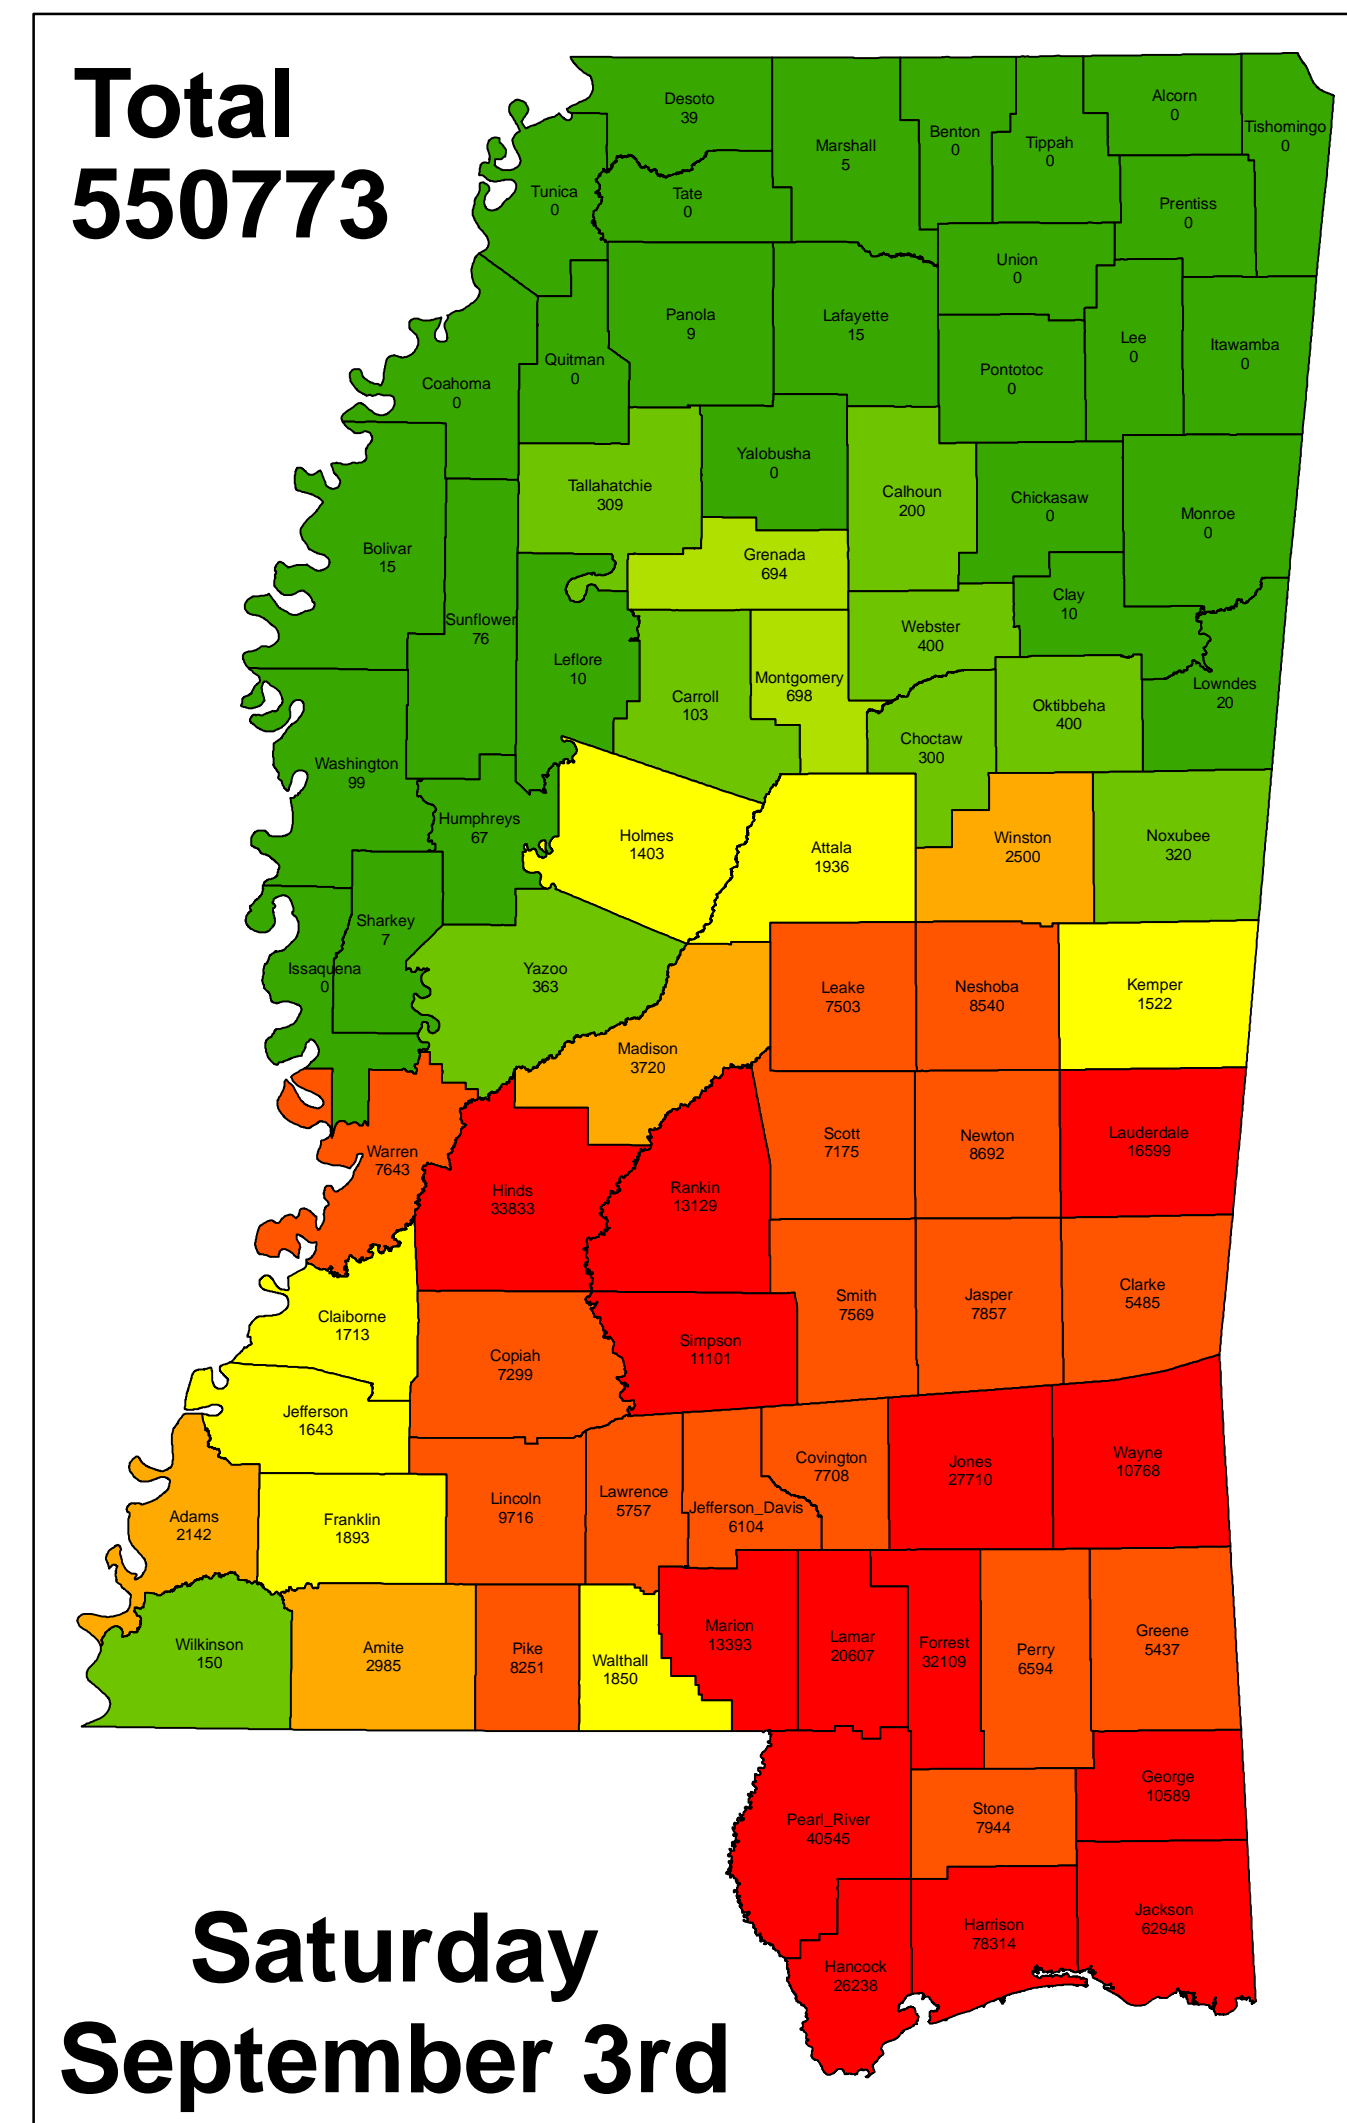 Total
550773
Desoto
39
Marshall
5
Benton
0
Tippah
0
Alcorn
0
Tishomingo
0
Tunica
0
Tate
0
Prentiss
0
Union
0
Panola
9
Lafayette
15
Lee
0
Itawamba
0
Quitman
0
Coahoma
0
Pontotoc
0
Yalobusha
0
Tallahatchie
309
Calhoun
200
Chickasaw
0
Monroe
0
Bolivar
15
Grenada
694
Clay
10
Sunflower
76
Webster
400
Leflore
10
Carroll
103
Montgomery
698
Lowndes
20
Oktibbeha
400
Choctaw
300
Washington
99
Humphreys
67
Holmes
1403
Attala
1936
Winston
2500
Noxubee
320
Sharkey
7
Issaquena
0
Yazoo
363
Leake
7503
Neshoba
8540
Kemper
1522
Madison
3720
Scott
7175
Newton
8692
Lauderdale
16599
Warren
7643
Hinds
33833
Rankin
13129
Smith
7569
Jasper
7857
Clarke
5485
Claiborne
1713
Copiah
7299
Simpson
11101
Jefferson
1643
Covington
7708
Jones
27710
Wayne
10768
Adams
2142
Franklin
1893
Lincoln
9716
Lawrence
5757
Jefferson_Davis
6104
Wilkinson
150
Amite
2985
Pike
8251
Walthall
1850
Marion
13393
Lamar
20607
Forrest
32109
Perry
6594
Greene
5437
George
10589
Pearl_River
40545
Stone
7944
Jackson
62948
Harrison
78314
Hancock
26238
Saturday
September 3rd